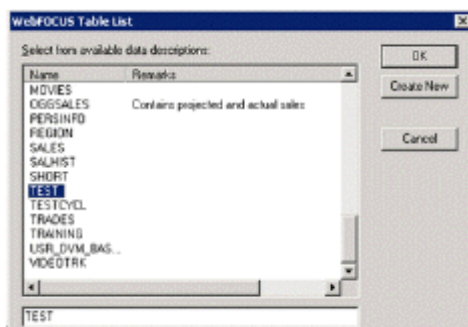 WebFOCUS Table List
Select from available data descriptions:
OK
Name Remarks
MOVIES
Create New
OGGSALES Contains projected and actual sales
PERSINFO
REGION
SALES
Cancel
SALHIST
SHORT
TEST
TESTCYCL
TRADES
TRAINING
USR_DVM_BAS...
VIDEOTRK
TEST